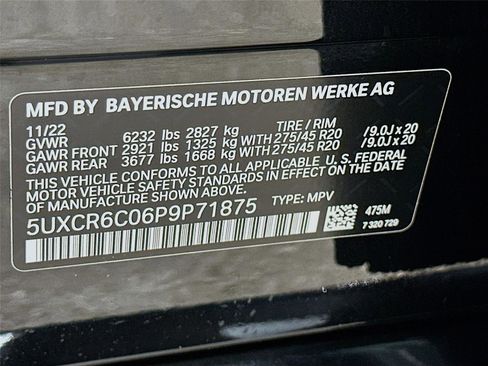 MFD BY BAYERISCHE MOTOREN WERKE AG
11/22 TIRE / RIM
GVWR 6232 lbs 2827 kg
GAWR FRONT 2921 lbs 1325 kg WITH 275/45 R20 /9.0J x 20
GAWR REAR 3677 lbs 1668 kg WITH 275/45 R20 /9.0J x 20
THIS VEHICLE CONFORMS TO ALL APPLICABLE U.S. FEDERAL
MOTOR VEHICLE SAFETY STANDARDS IN EFFECT ON THE
DATE OF MANUFACTURE SHOWN ABOVE.
5UXCR6C06P9P71875 TYPE: MPV
475M
7 320 729